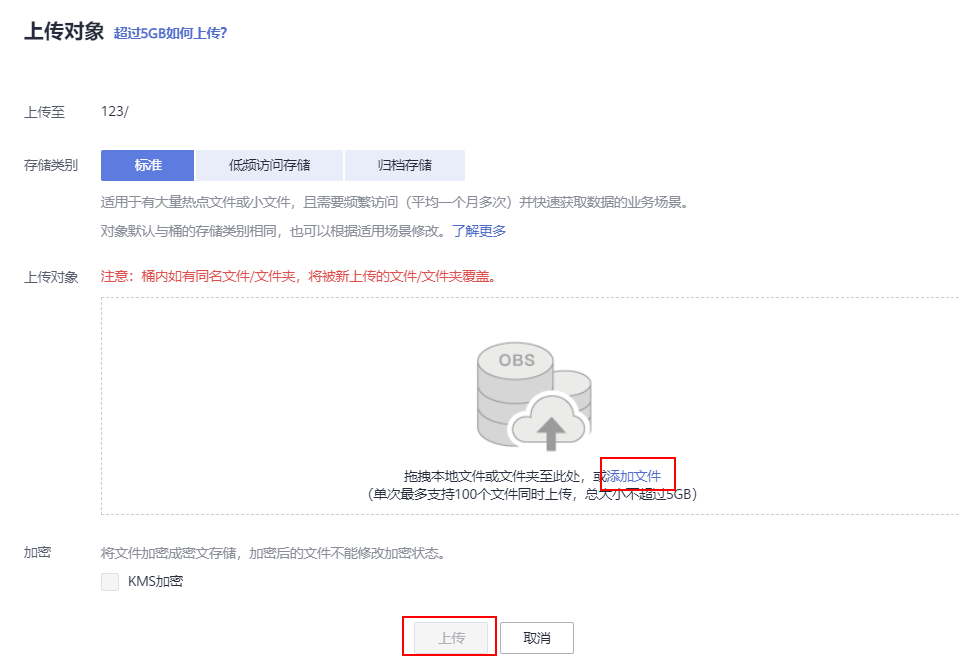 上传对象 超过5GB如何上传？
上传至 123/
存储类别 标准 低频访问存储 归档存储
适用于有大量热点文件或小文件，且需要频繁访问（平均一个月多次）并快速获取数据的业务场景。
对象默认与桶的存储类别相同，也可以根据适用场景修改。了解更多
上传对象 注意：桶内如有同名文件/文件夹，将被新上传的文件/文件夹覆盖。
OBS
拖拽本地文件或文件夹至此处，或添加文件
（单次最多支持100个文件同时上传，总大小不超过5GB）
加密 将文件加密成密文存储，加密后的文件不能修改加密状态。
KMS加密
上传 取消